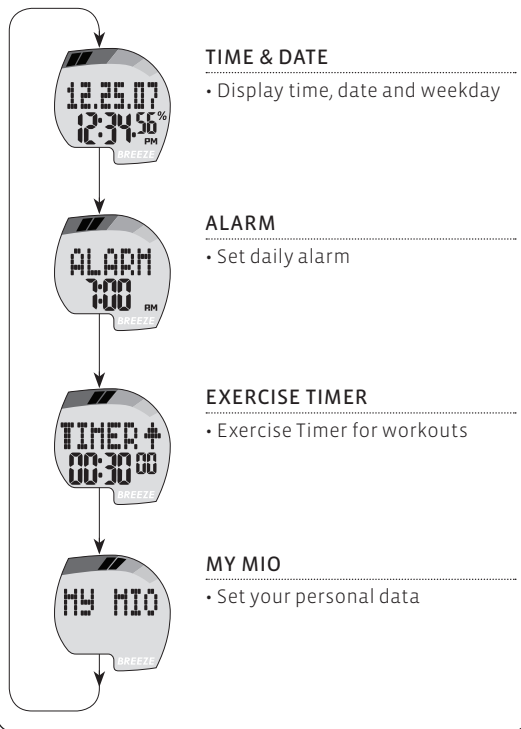 12.25.07
12:34.56%
PM
BREEZE
TIME & DATE
• Display time, date and weekday
ALARM
7:00
AM
BREEZE
ALARM
• Set daily alarm
TIMER
00:30 00
BREEZE
EXERCISE TIMER
• Exercise Timer for workouts
MY MIO
BREEZE
MY MIO
• Set your personal data